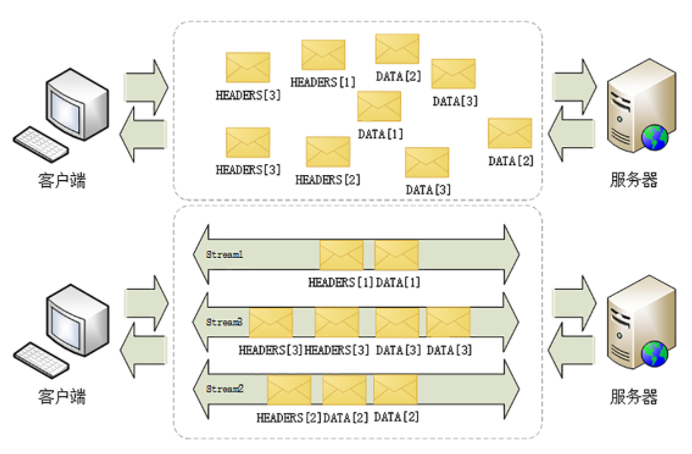 HEADERS[3]
HEADERS[1]
DATA[2]
DATA[3]
DATA[1]
HEADERS[3]
HEADERS[2]
DATA[3]
DATA[2]
客户端
服务器
Stream1
HEADERS[1] DATA[1]
Stream3
HEADERS[3] HEADERS[3] DATA[3] DATA[3]
Stream2
HEADERS[2] DATA[2] DATA[2]
客户端
服务器